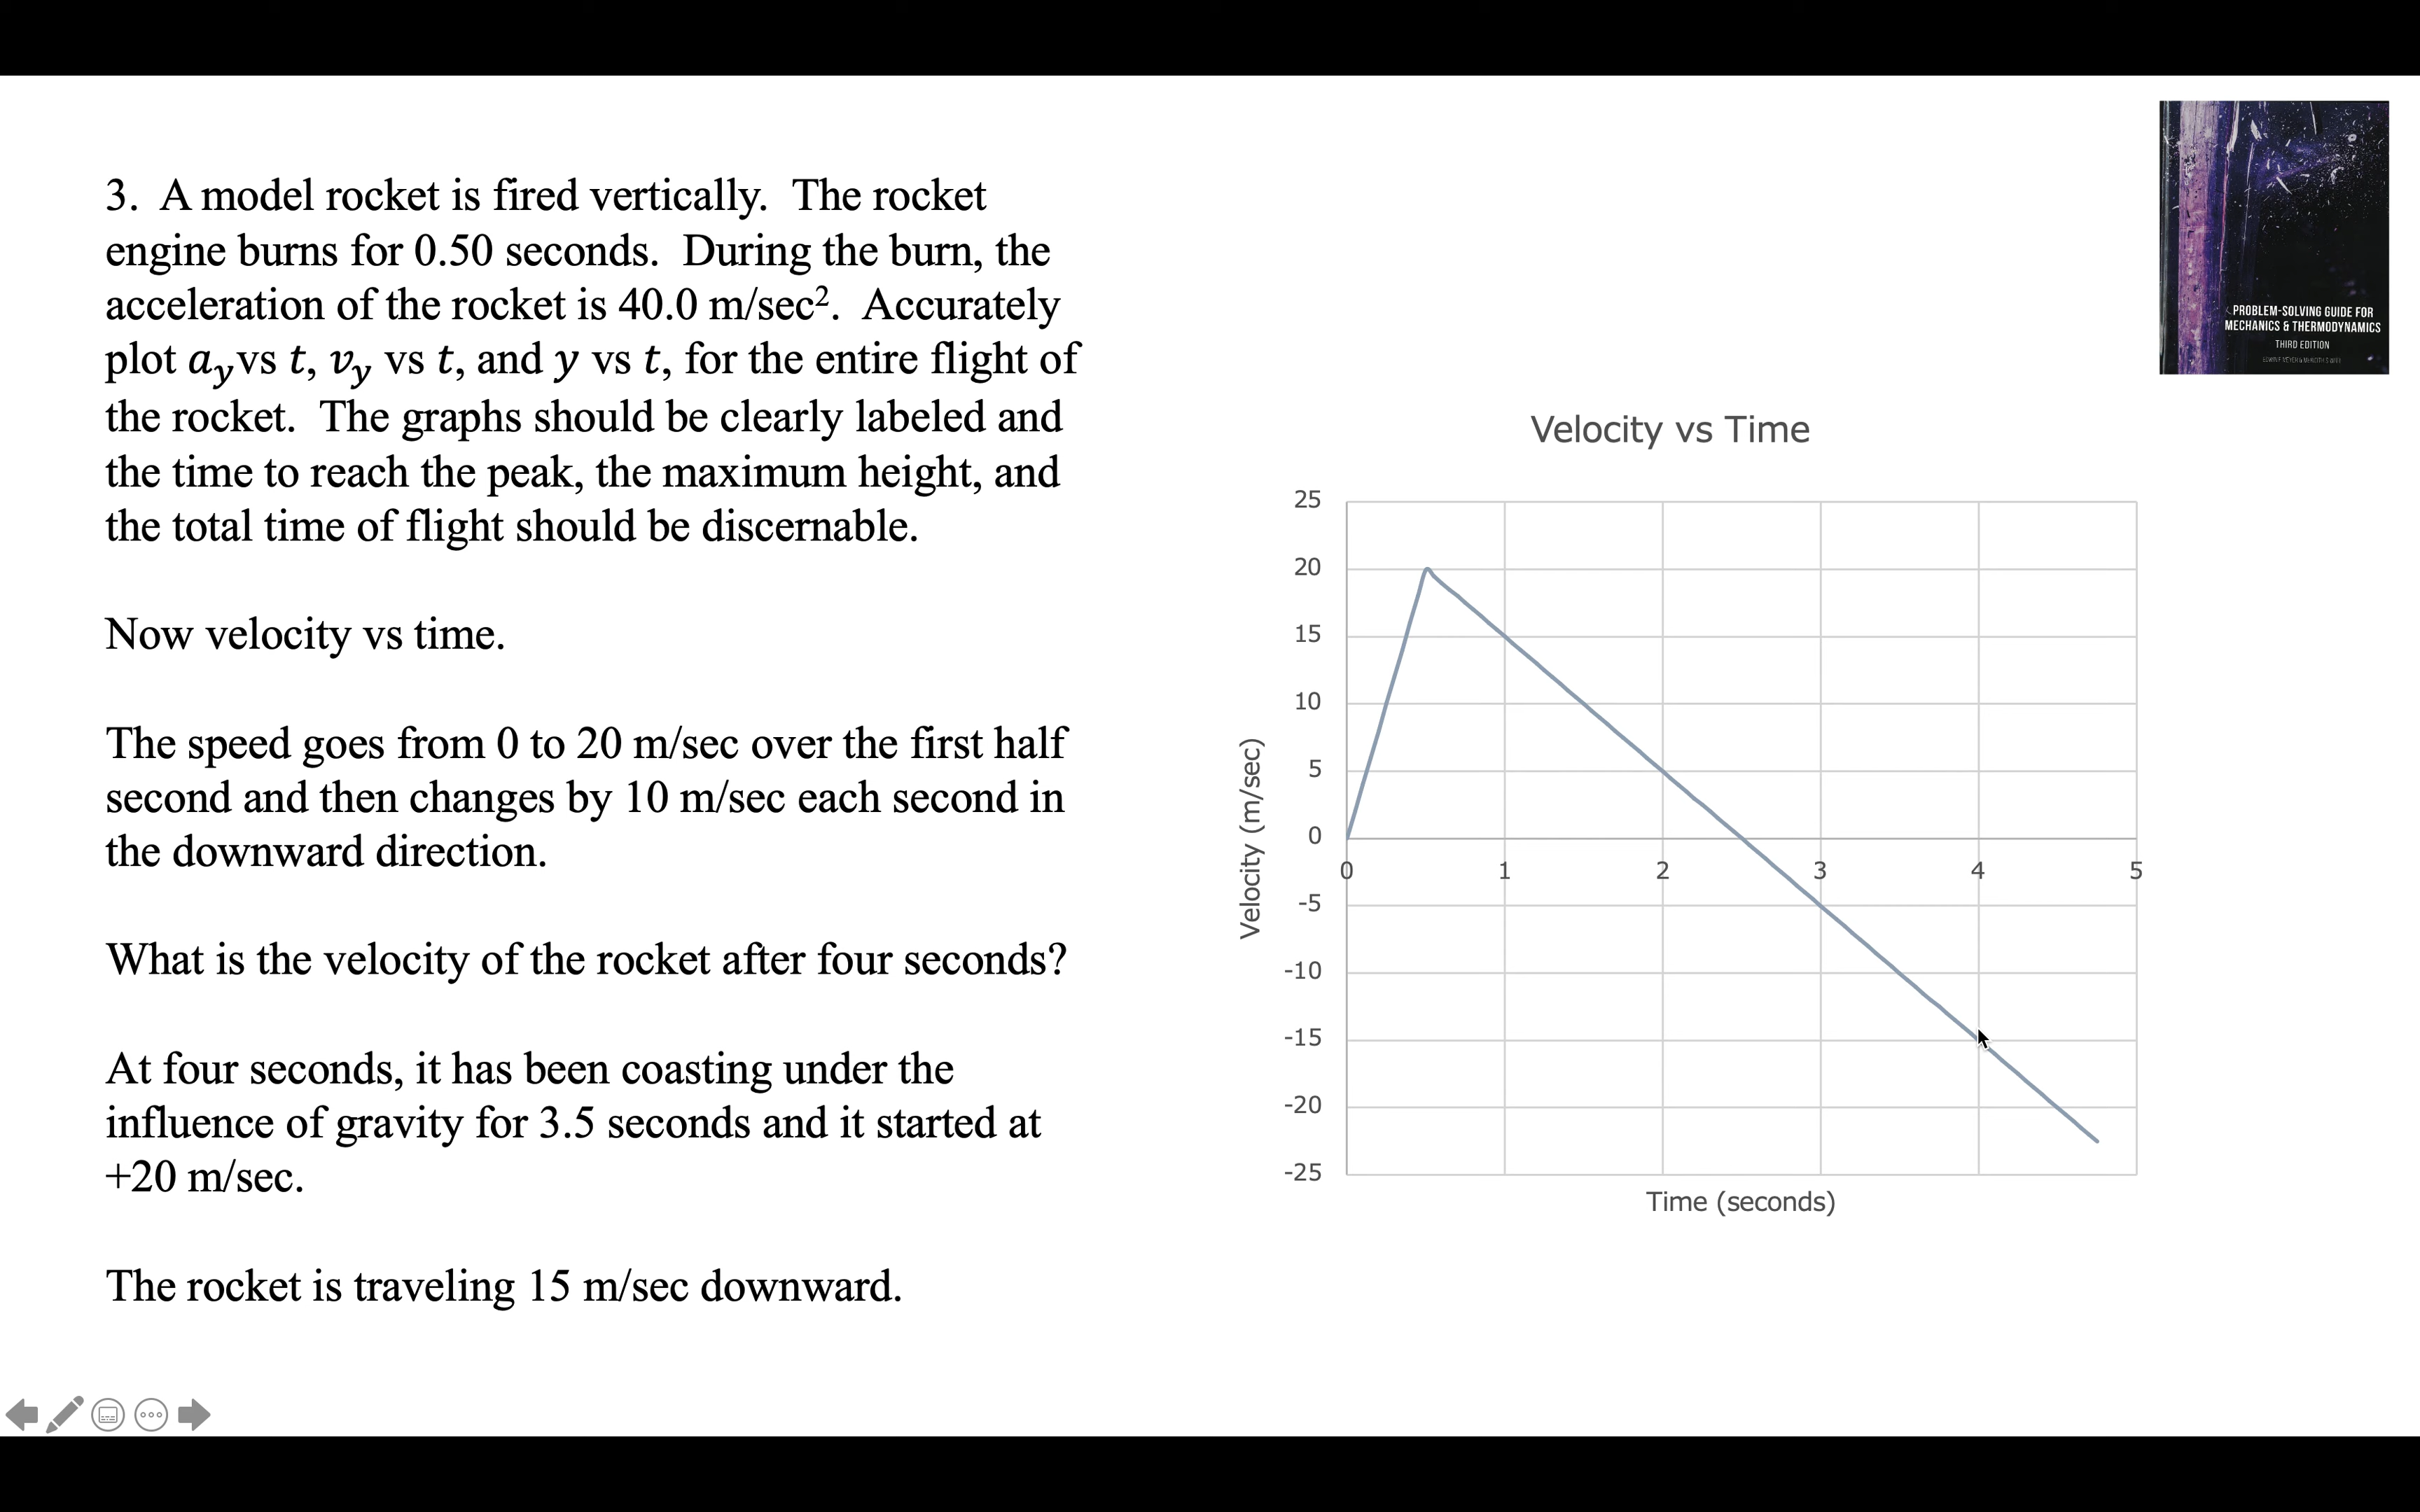 3.  A model rocket is fired vertically.  The rocket
engine burns for 0.50 seconds.  During the burn, the
acceleration of the rocket is 40.0 m/sec².  Accurately
plot a_y vs t, v_y vs t, and y vs t, for the entire flight of
the rocket.  The graphs should be clearly labeled and
the time to reach the peak, the maximum height, and
the total time of flight should be discernable.
Now velocity vs time.
The speed goes from 0 to 20 m/sec over the first half
second and then changes by 10 m/sec each second in
the downward direction.
What is the velocity of the rocket after four seconds?
At four seconds, it has been coasting under the
influence of gravity for 3.5 seconds and it started at
+20 m/sec.
The rocket is traveling 15 m/sec downward.
PROBLEM-SOLVING GUIDE FOR
MECHANICS & THERMODYNAMICS
THIRD EDITION
Velocity vs Time
Velocity (m/sec)
25
20
15
10
5
0
-5
-10
-15
-20
-25
0 1 2 3 4 5
Time (seconds)